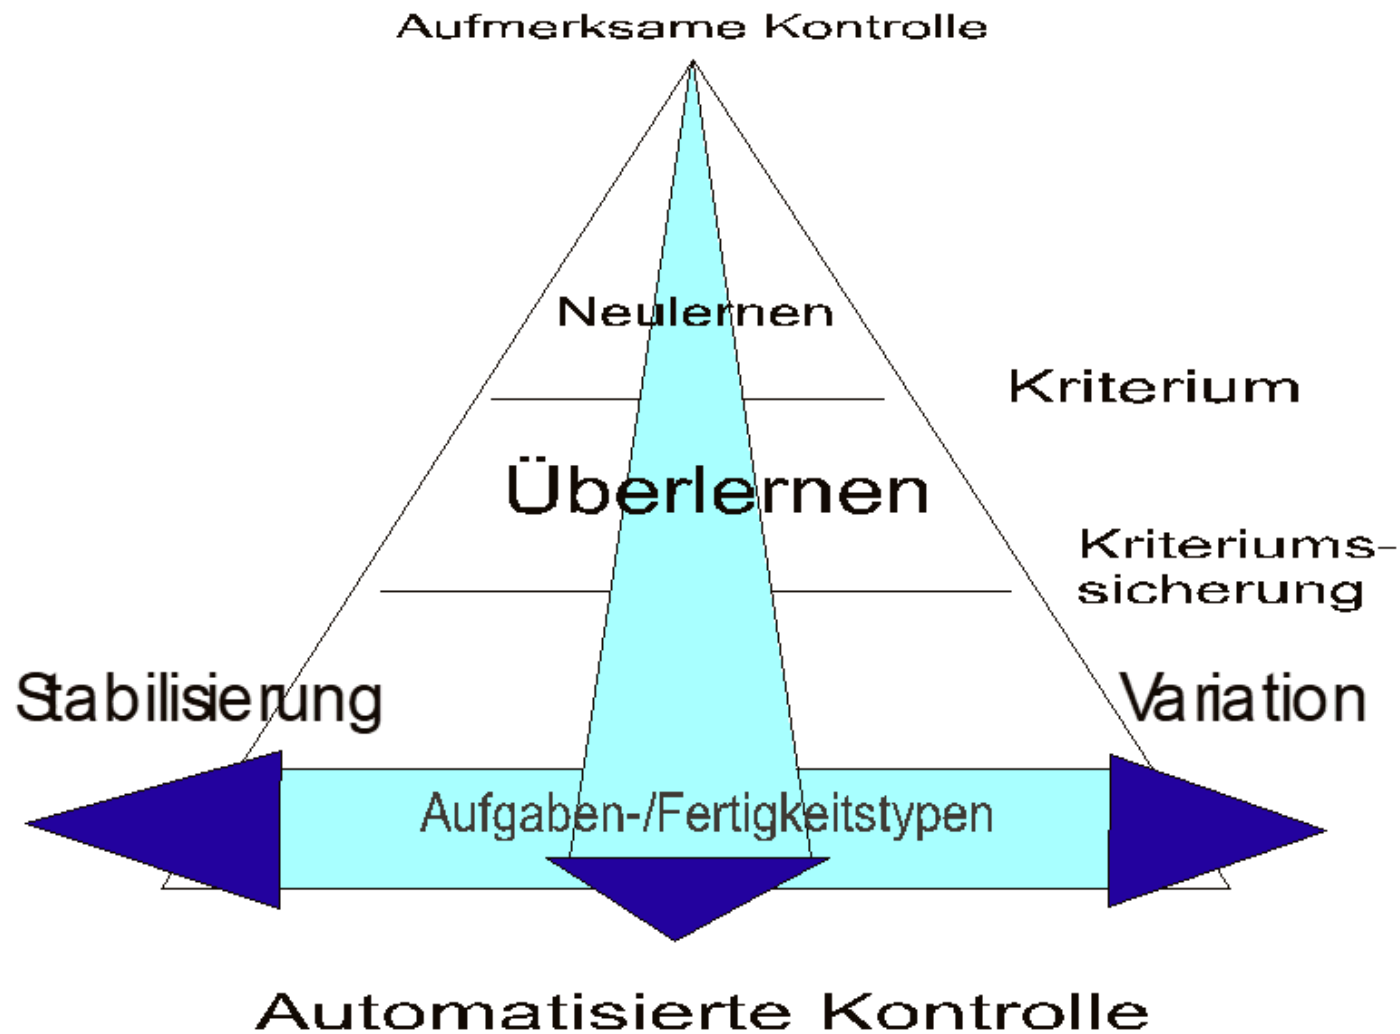 Aufmerksame Kontrolle
Neulernen
Kriterium
Überlernen
Kriteriums-
sicherung
Stabilisierung
Variation
Aufgaben-/Fertigkeitstypen
Automatisierte Kontrolle